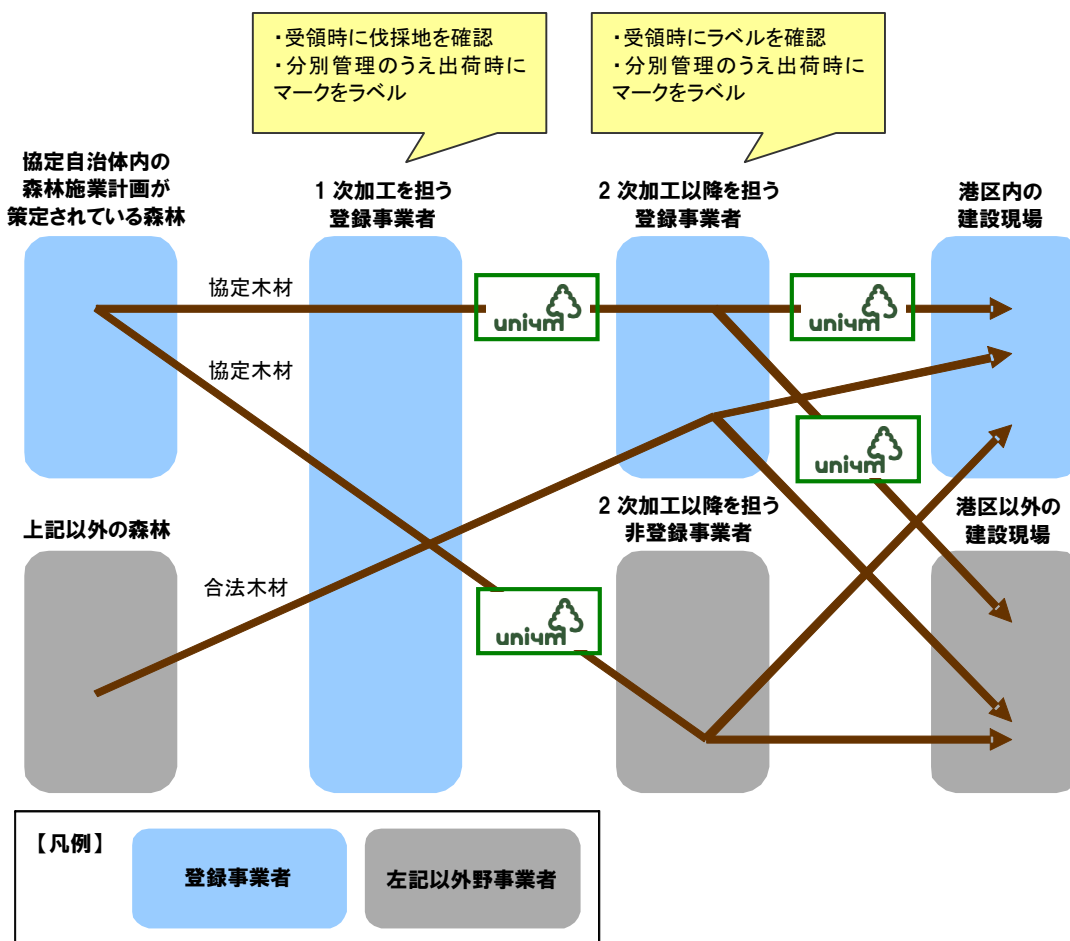 ・受領時に伐採地を確認
・分別管理のうえ出荷時に
マークをラベル
・受領時にラベルを確認
・分別管理のうえ出荷時に
マークをラベル
協定自治体内の
森林施業計画が
策定されている森林
1次加工を担う
登録事業者
2次加工以降を担う
登録事業者
港区内の
建設現場
協定木材
uni4m
uni4m
協定木材
uni4m
上記以外の森林
2次加工以降を担う
非登録事業者
港区以外の
建設現場
合法木材
uni4m
【凡例】
登録事業者
左記以外野事業者